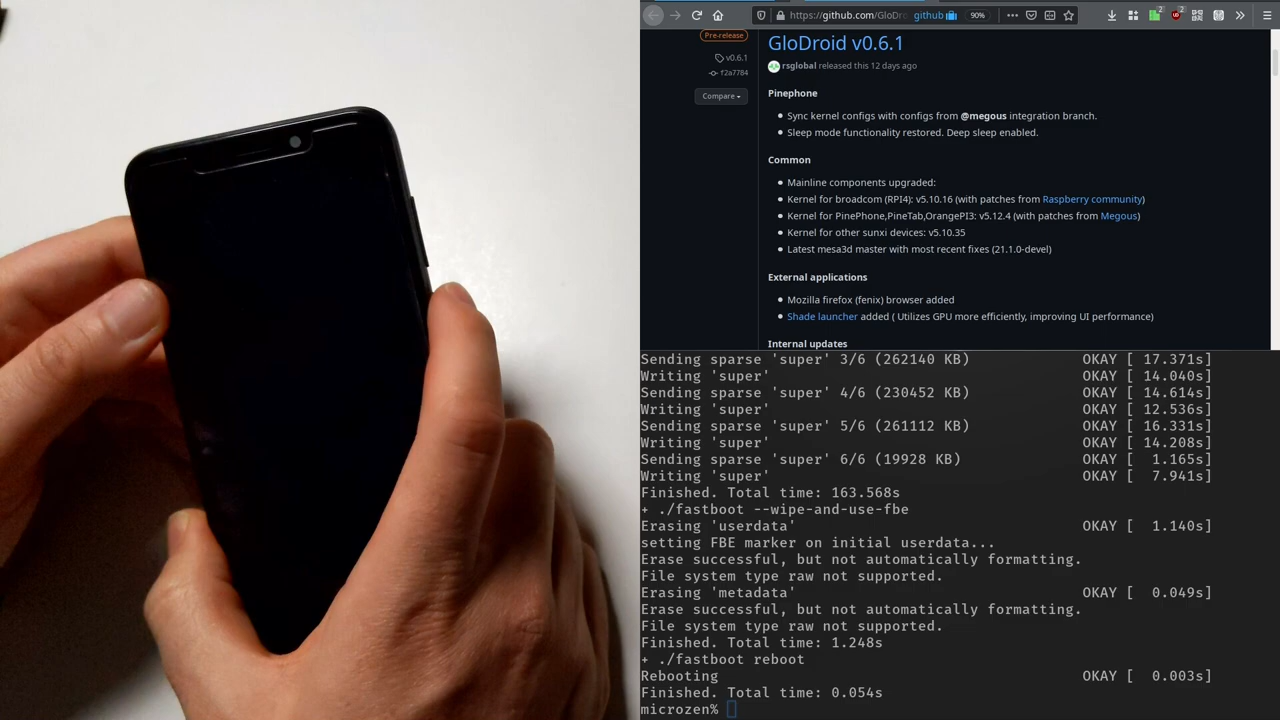 https://github.com/GloDr github 90%
2 2
Pre-release
GloDroid v0.6.1
v0.6.1
rsglobal released this 12 days ago
f2a7784
Compare
Pinephone
Sync kernel configs with configs from @megous integration branch.
Sleep mode functionality restored. Deep sleep enabled.
Common
Mainline components upgraded:
Kernel for broadcom (RPI4): v5.10.16 (with patches from Raspberry community)
Kernel for PinePhone,PineTab,OrangePI3: v5.12.4 (with patches from Megous)
Kernel for other sunxi devices: v5.10.35
Latest mesa3d master with most recent fixes (21.1.0-devel)
External applications
Mozilla firefox (fenix) browser added
Shade launcher added ( Utilizes GPU more efficiently, improving UI performance)
Internal updates
Sending sparse 'super' 3/6 (262140 KB) OKAY [ 17.371s]
Writing 'super' OKAY [ 14.040s]
Sending sparse 'super' 4/6 (230452 KB) OKAY [ 14.614s]
Writing 'super' OKAY [ 12.536s]
Sending sparse 'super' 5/6 (261112 KB) OKAY [ 16.331s]
Writing 'super' OKAY [ 14.208s]
Sending sparse 'super' 6/6 (19928 KB) OKAY [ 1.165s]
Writing 'super' OKAY [ 7.941s]
Finished. Total time: 163.568s
+ ./fastboot --wipe-and-use-fbe
Erasing 'userdata' OKAY [ 1.140s]
setting FBE marker on initial userdata...
Erase successful, but not automatically formatting.
File system type raw not supported.
Erasing 'metadata' OKAY [ 0.049s]
Erase successful, but not automatically formatting.
File system type raw not supported.
Finished. Total time: 1.248s
+ ./fastboot reboot
Rebooting OKAY [ 0.003s]
Finished. Total time: 0.054s
microzen%